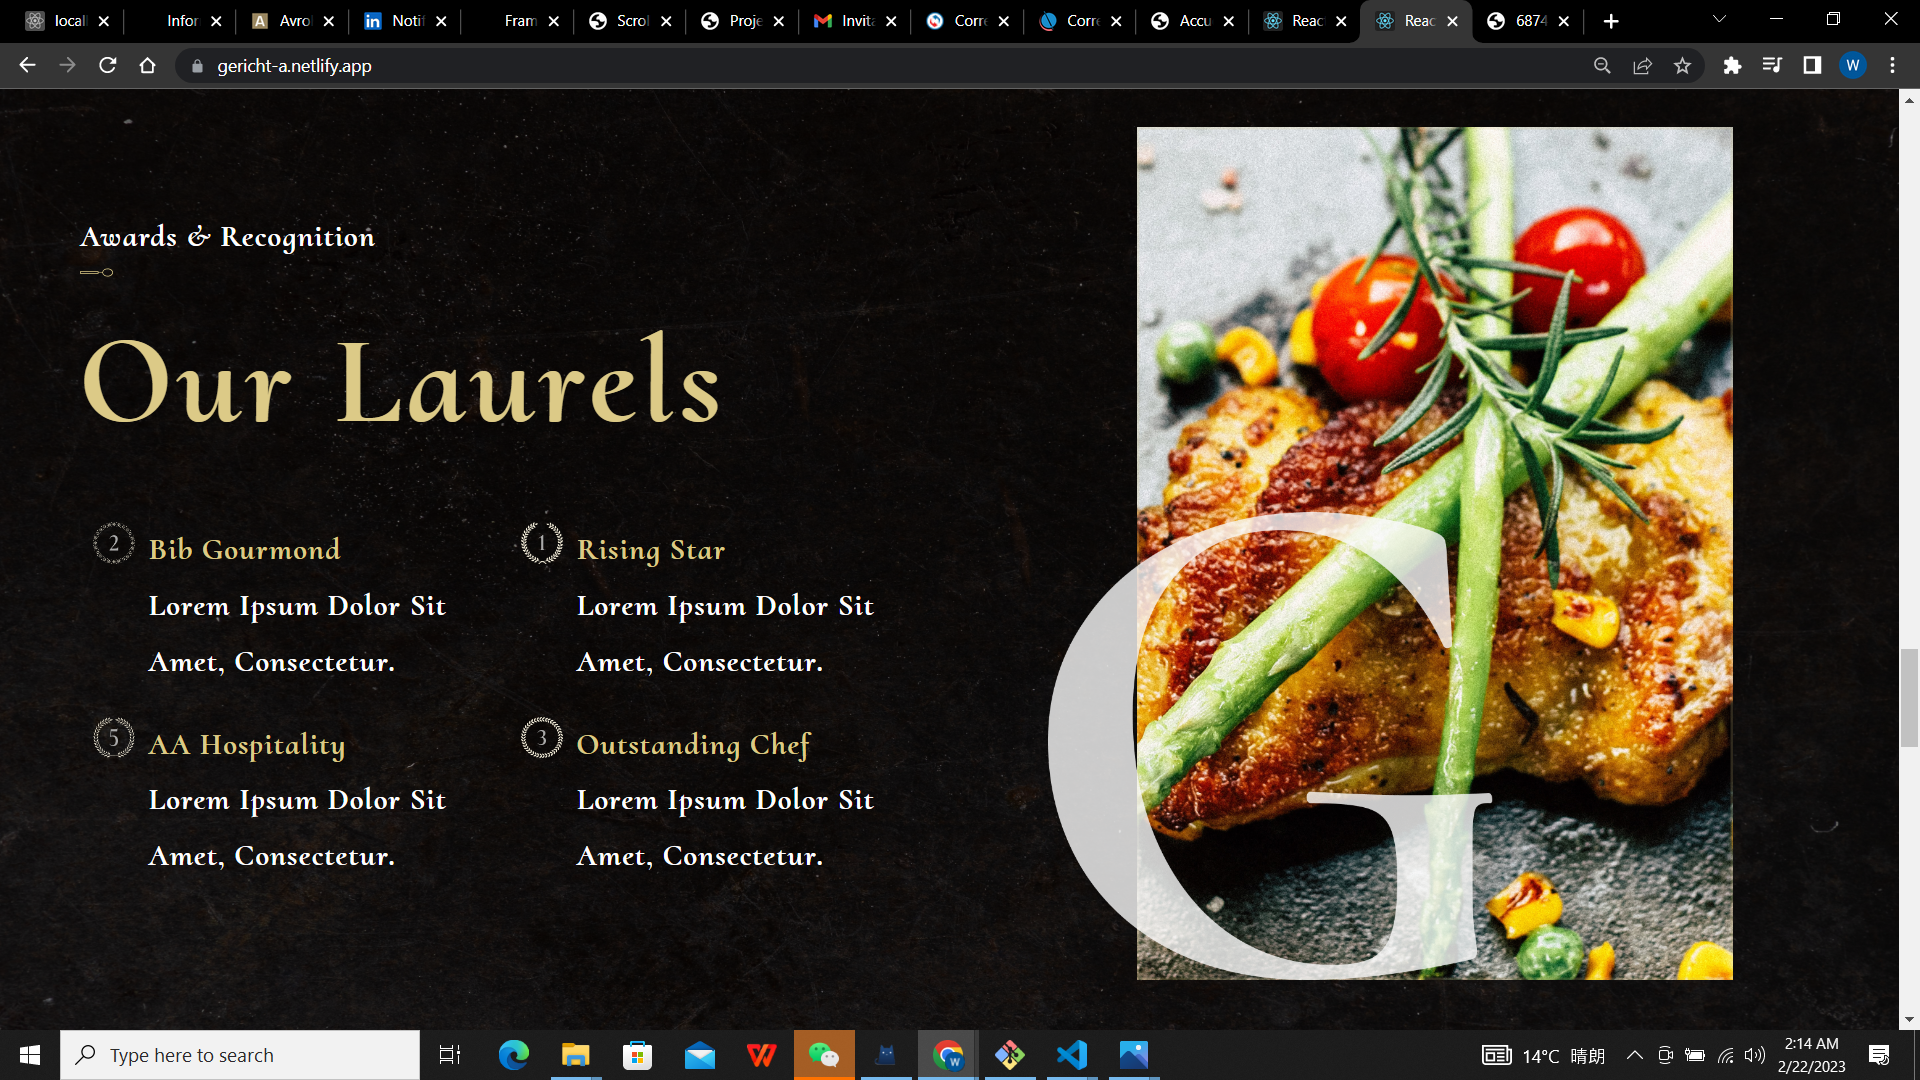 locall
Infor
A Avrol
in Notif
Fram
Scrol
Proje
Invita
Corre
Corre
Accu
Reac
Reac
6874
gericht-a.netlify.app
W
Awards & Recognition
Our Laurels
2 Bib Gourmond
Lorem Ipsum Dolor Sit
Amet, Consectetur.
1 Rising Star
Lorem Ipsum Dolor Sit
Amet, Consectetur.
5 AA Hospitality
Lorem Ipsum Dolor Sit
Amet, Consectetur.
3 Outstanding Chef
Lorem Ipsum Dolor Sit
Amet, Consectetur.
G
Type here to search
W
14°C 晴朗
2:14 AM
2/22/2023